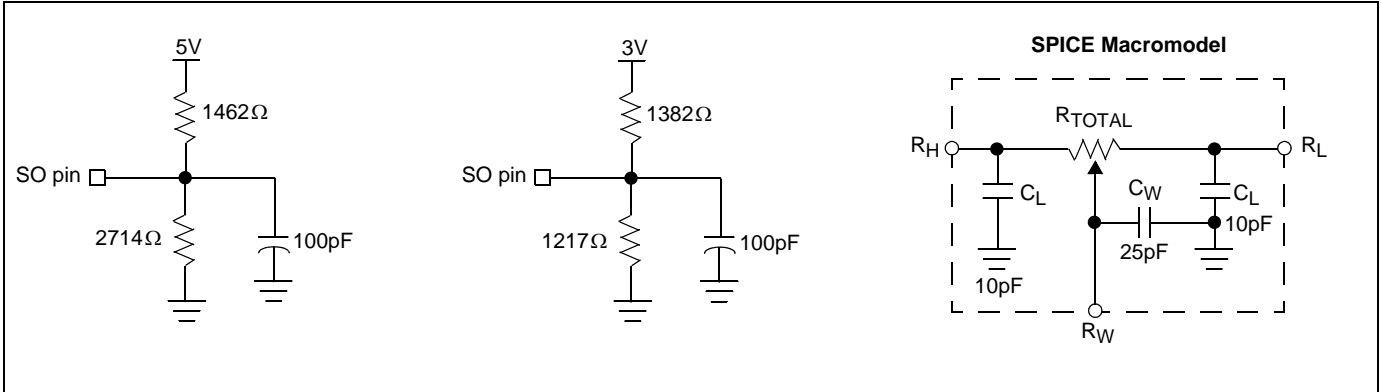 5V
1462Ω
SO pin
2714Ω
100pF
3V
1382Ω
SO pin
1217Ω
100pF
SPICE Macromodel
RTOTAL
RH
RL
CL
CW
CL
10pF
25pF
10pF
RW